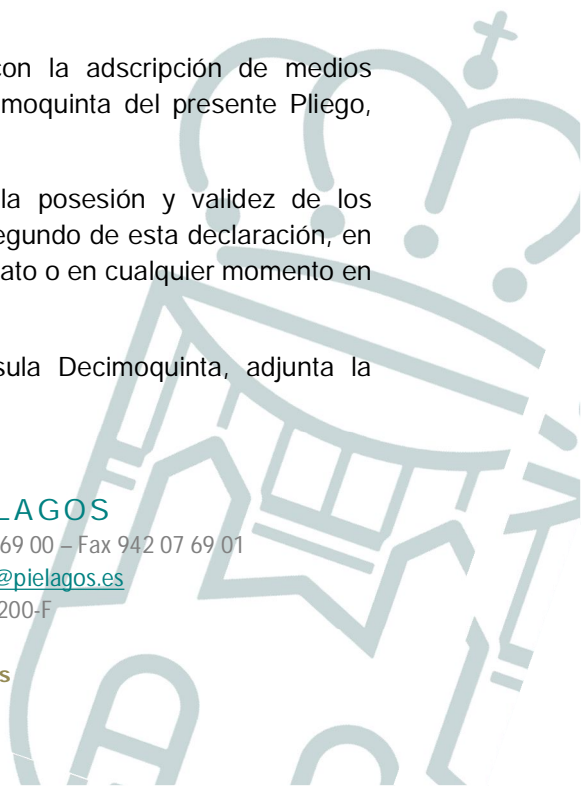 con la adscripción de medios
moquinta del presente Pliego,
la posesión y validez de los
egundo de esta declaración, en
ato o en cualquier momento en
sula Decimoquinta, adjunta la
LAGOS
69 00 – Fax 942 07 69 01
@pielagos.es
200-F
s